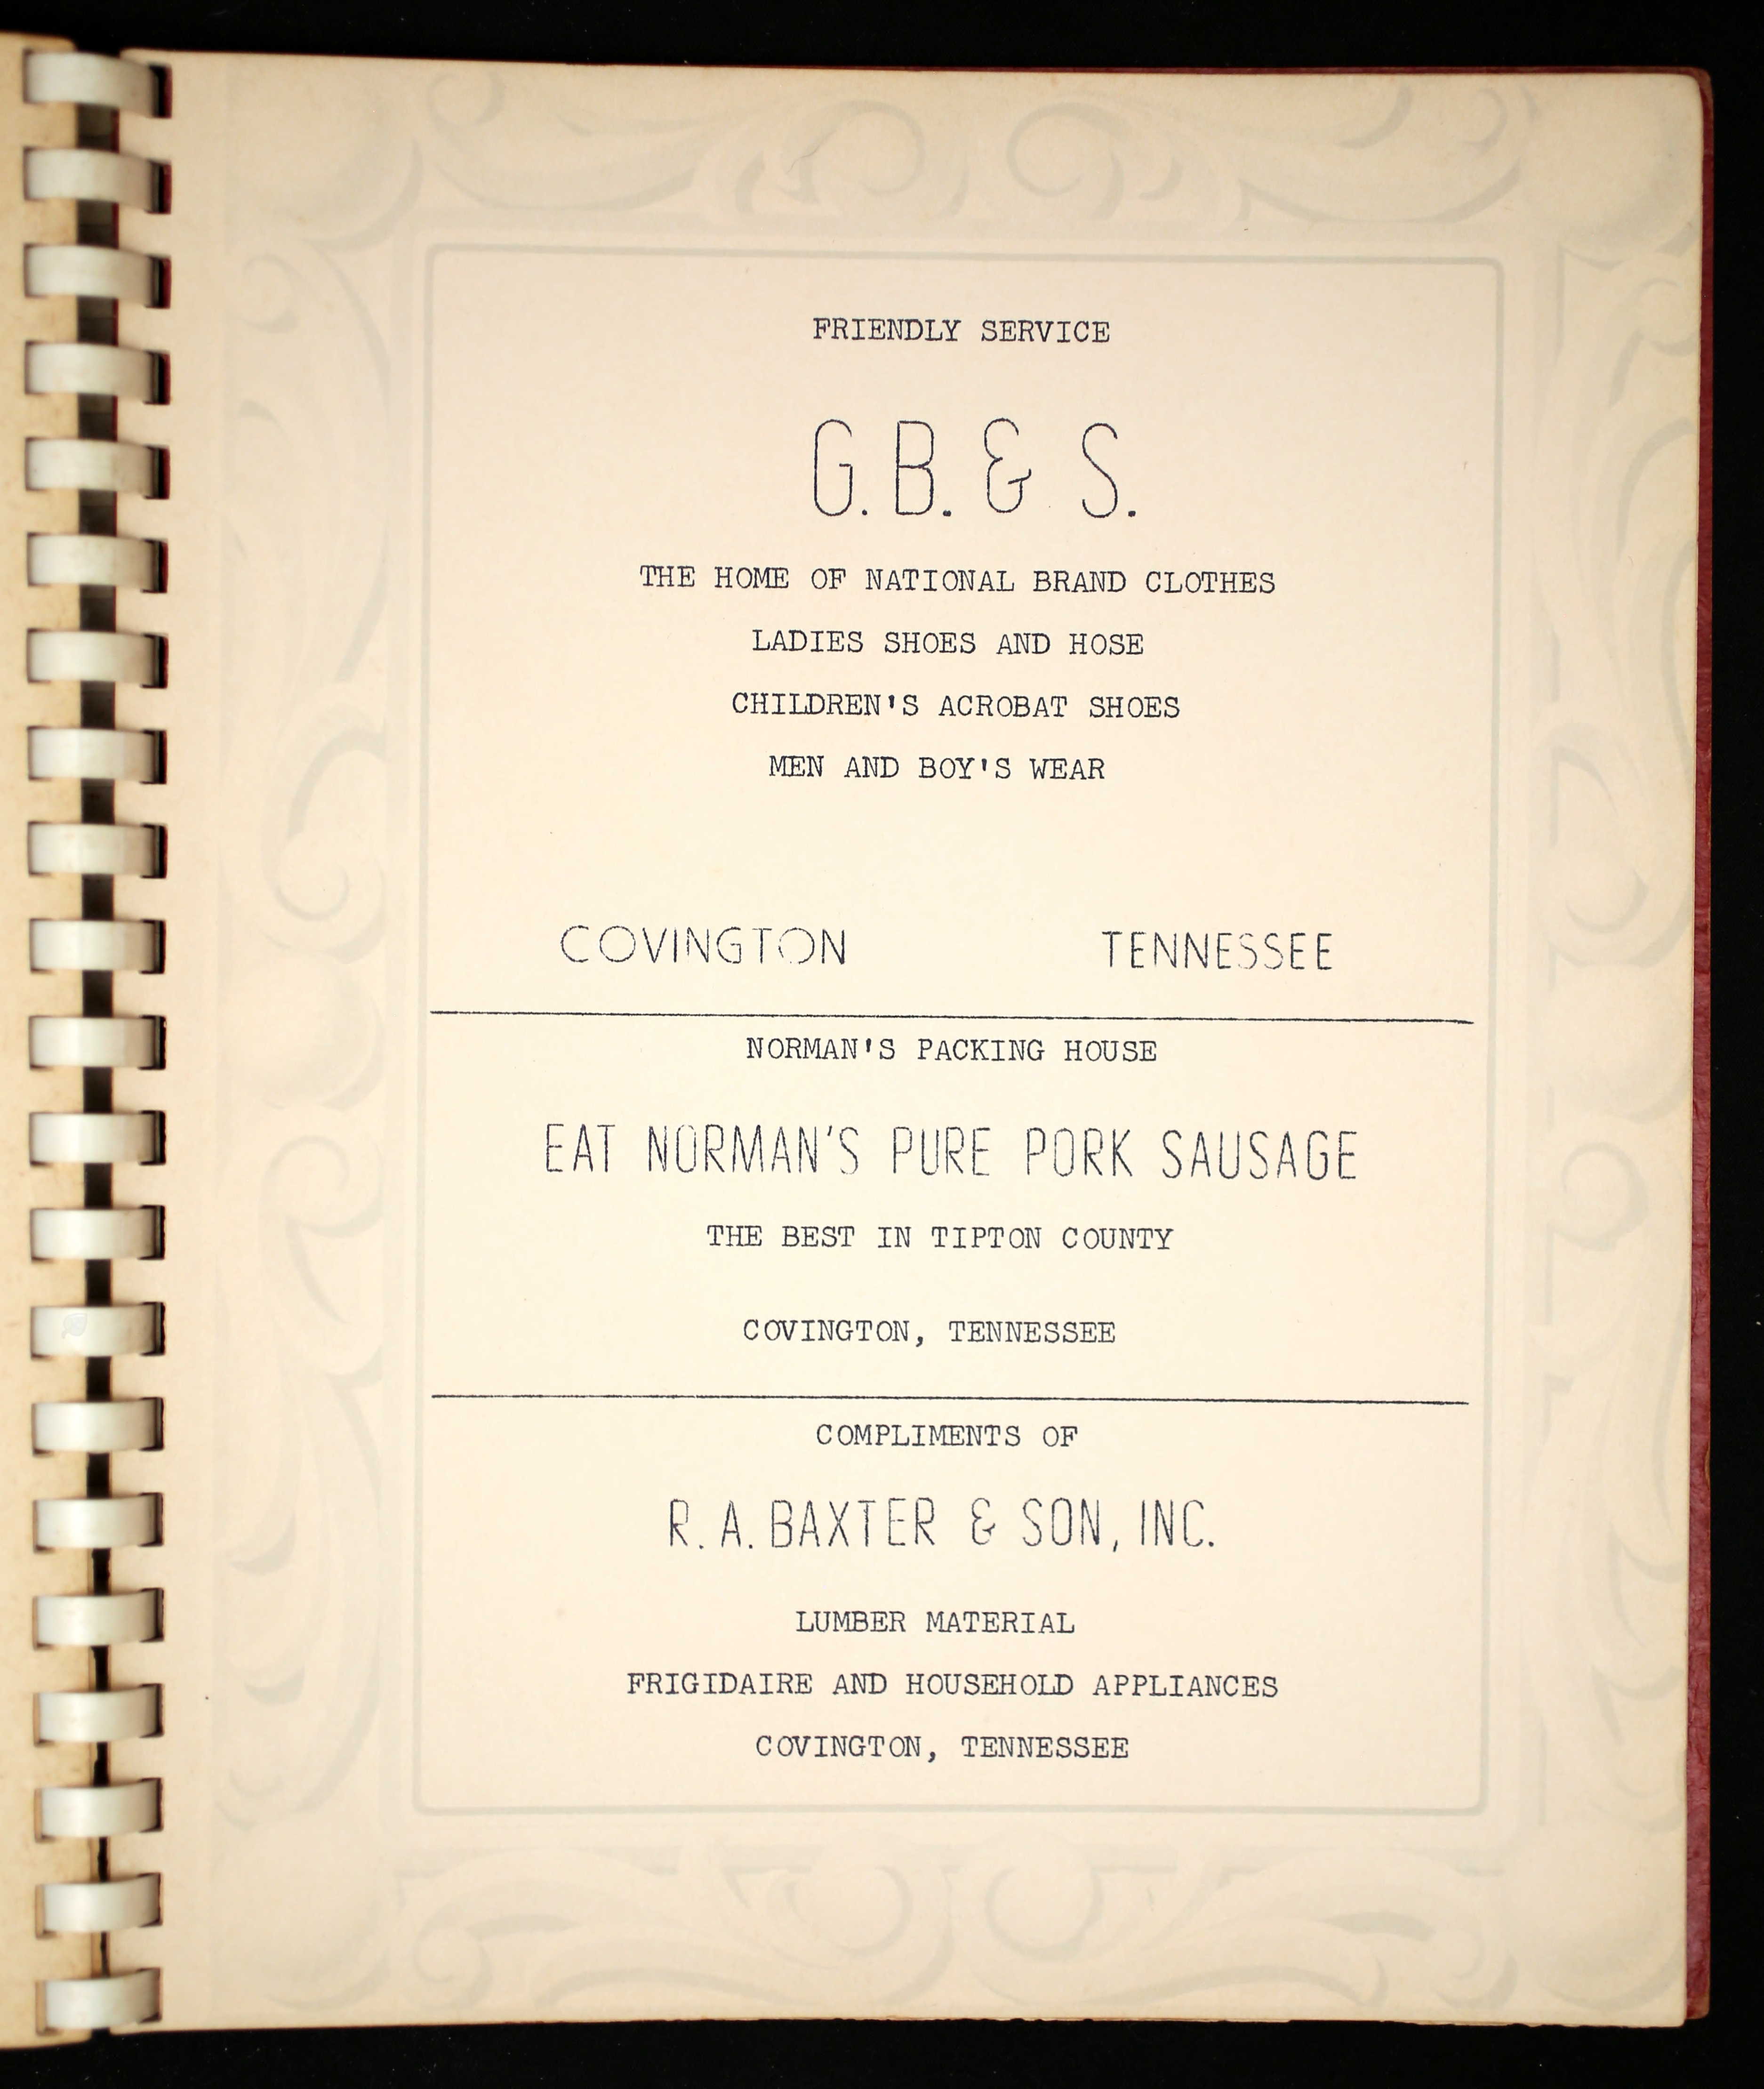 FRIENDLY SERVICE
G. B. & S.
THE HOME OF NATIONAL BRAND CLOTHES
LADIES SHOES AND HOSE
CHILDREN'S ACROBAT SHOES
MEN AND BOY'S WEAR
COVINGTON TENNESSEE
NORMAN'S PACKING HOUSE
EAT NORMAN'S PURE PORK SAUSAGE
THE BEST IN TIPTON COUNTY
COVINGTON, TENNESSEE
COMPLIMENTS OF
R. A. BAXTER & SON, INC.
LUMBER MATERIAL
FRIGIDAIRE AND HOUSEHOLD APPLIANCES
COVINGTON, TENNESSEE